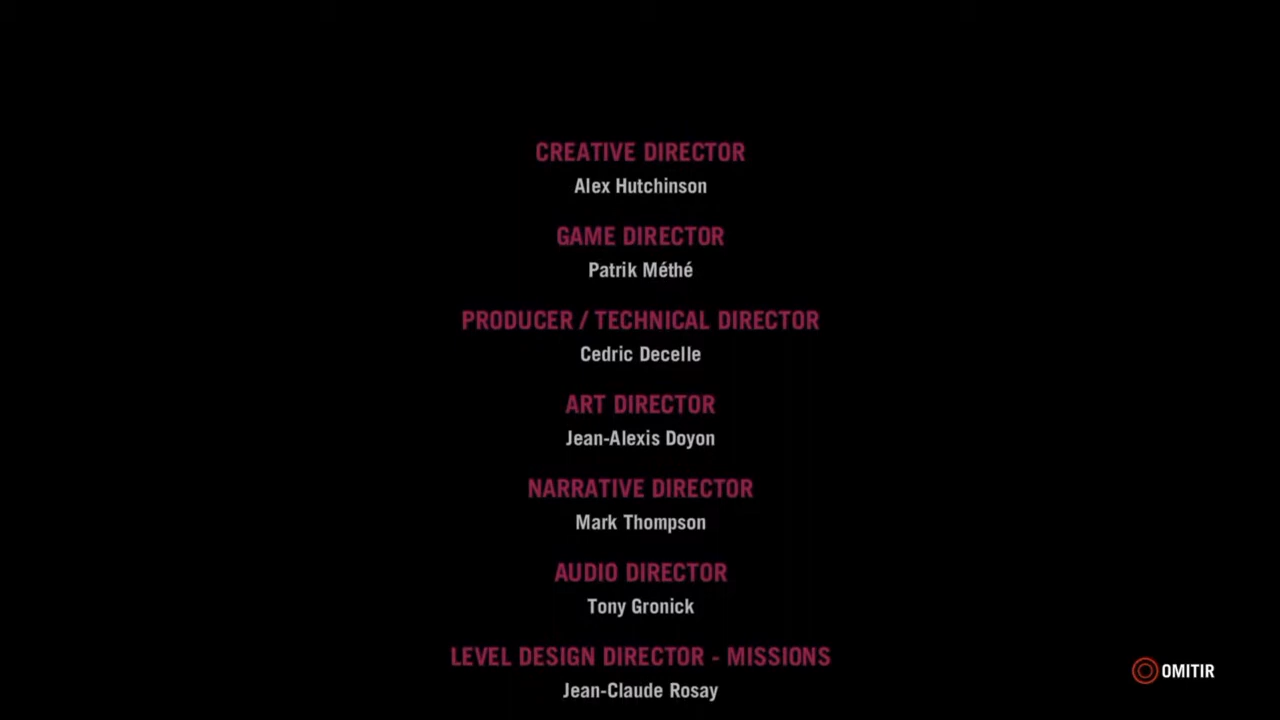 CREATIVE DIRECTOR
Alex Hutchinson
GAME DIRECTOR
Patrik Méthé
PRODUCER / TECHNICAL DIRECTOR
Cedric Decelle
ART DIRECTOR
Jean-Alexis Doyon
NARRATIVE DIRECTOR
Mark Thompson
AUDIO DIRECTOR
Tony Gronick
LEVEL DESIGN DIRECTOR - MISSIONS
Jean-Claude Rosay
OMITIR